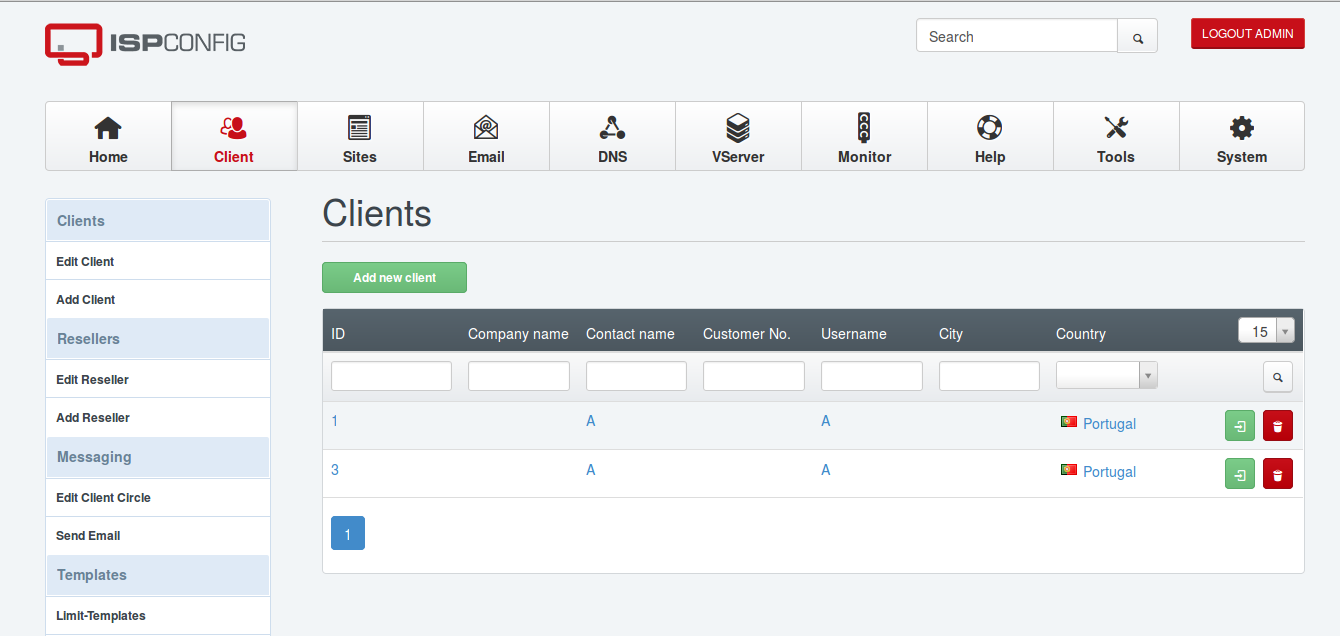 ISPCONFIG
Search
LOGOUT ADMIN
Home Client Sites Email DNS VServer Monitor Help Tools System
Clients
Edit Client
Add Client
Resellers
Edit Reseller
Add Reseller
Messaging
Edit Client Circle
Send Email
Templates
Limit-Templates
Clients
Add new client
ID Company name Contact name Customer No. Username City Country 15
1 A A Portugal
3 A A Portugal
1